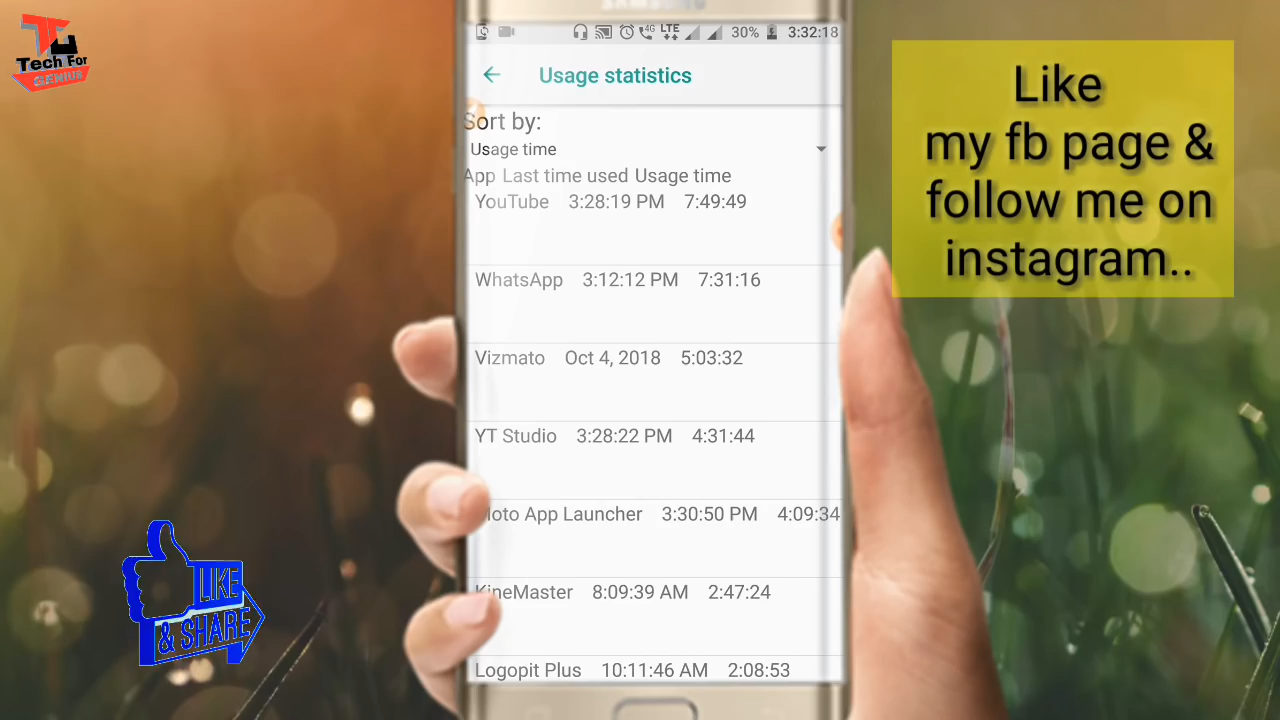 Tech For
GENIUS
4G LTE 30% 3:32:18
Usage statistics
Sort by:
Usage time
App Last time used Usage time
YouTube 3:28:19 PM 7:49:49
WhatsApp 3:12:12 PM 7:31:16
Vizmato Oct 4, 2018 5:03:32
YT Studio 3:28:22 PM 4:31:44
Moto App Launcher 3:30:50 PM 4:09:34
KineMaster 8:09:39 AM 2:47:24
Logopit Plus 10:11:46 AM 2:08:53
Like
my fb page &
follow me on
instagram..
LIKE
& SHARE